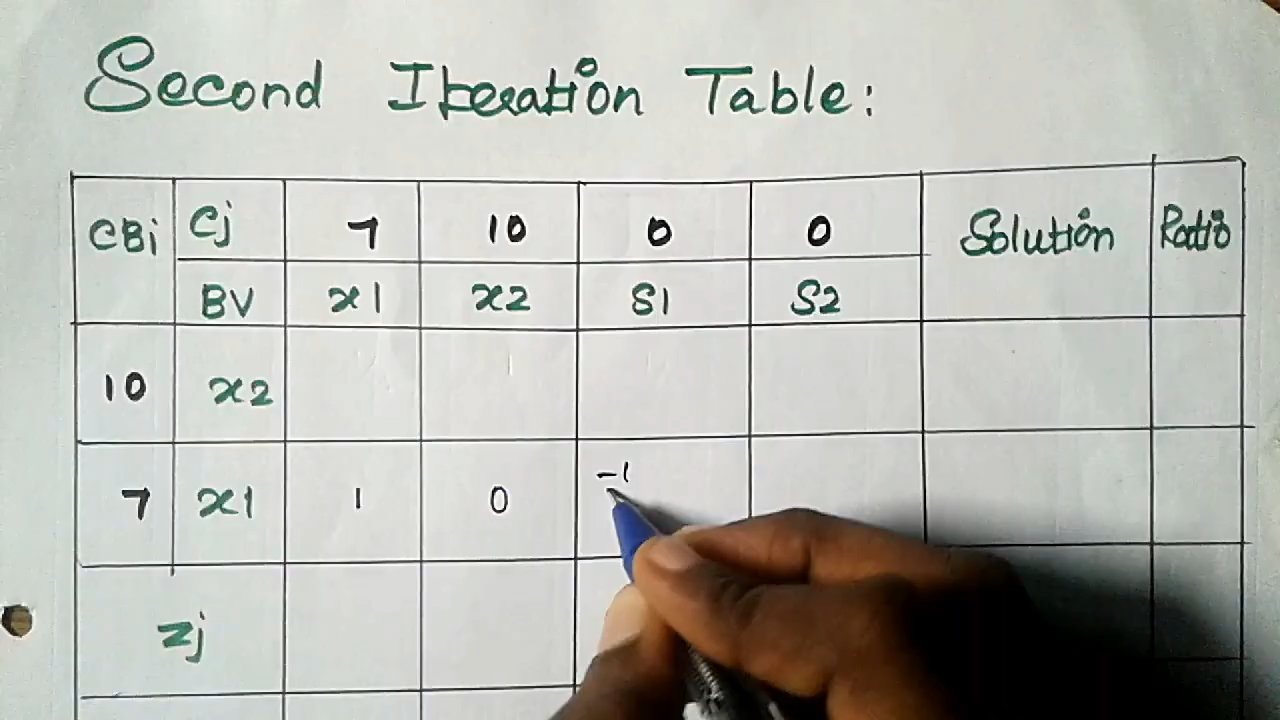 Second Iteration Table:
CBi Cj 7 10 0 0 Solution Ratio
BV x1 x2 S1 S2
10 x2
7 x1 1 0 -1
Zj